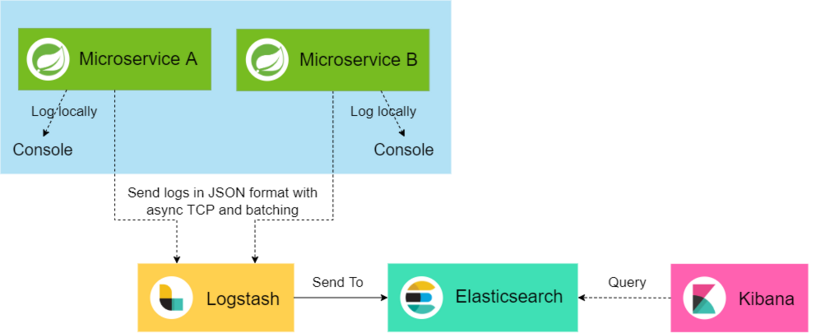 Microservice A
Microservice B
Log locally
Log locally
Console
Console
Send logs in JSON format with
async TCP and batching
Logstash
Send To
Elasticsearch
Query
Kibana